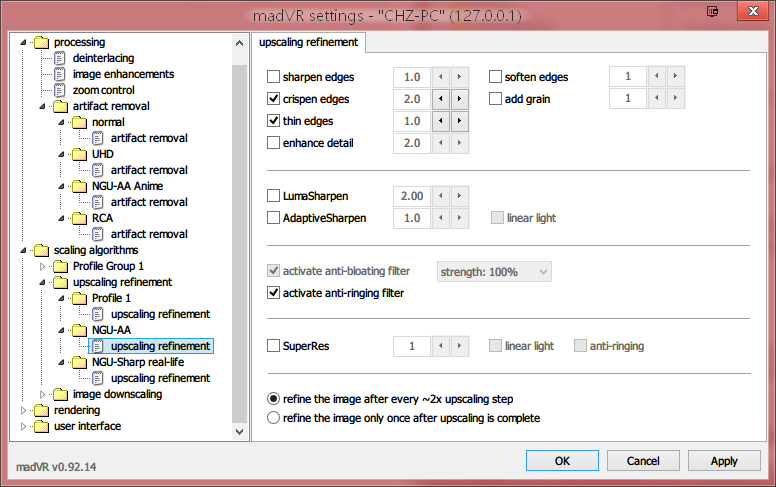 madVR settings - "CHZ-PC" (127.0.0.1)
processing
deinterlacing
image enhancements
zoom control
artifact removal
normal
artifact removal
UHD
artifact removal
NGU-AA Anime
artifact removal
RCA
artifact removal
scaling algorithms
Profile Group 1
upscaling refinement
Profile 1
upscaling refinement
NGU-AA
upscaling refinement
NGU-Sharp real-life
upscaling refinement
image downscaling
rendering
user interface
upscaling refinement
sharpen edges 1.0 soften edges 1
crispen edges 2.0 add grain 1
thin edges 1.0
enhance detail 2.0
LumaSharpen 2.00
AdaptiveSharpen 1.0 linear light
activate anti-bloating filter strength: 100%
activate anti-ringing filter
SuperRes 1 linear light anti-ringing
refine the image after every ~2x upscaling step
refine the image only once after upscaling is complete
madVR v0.92.14
OK Cancel Apply